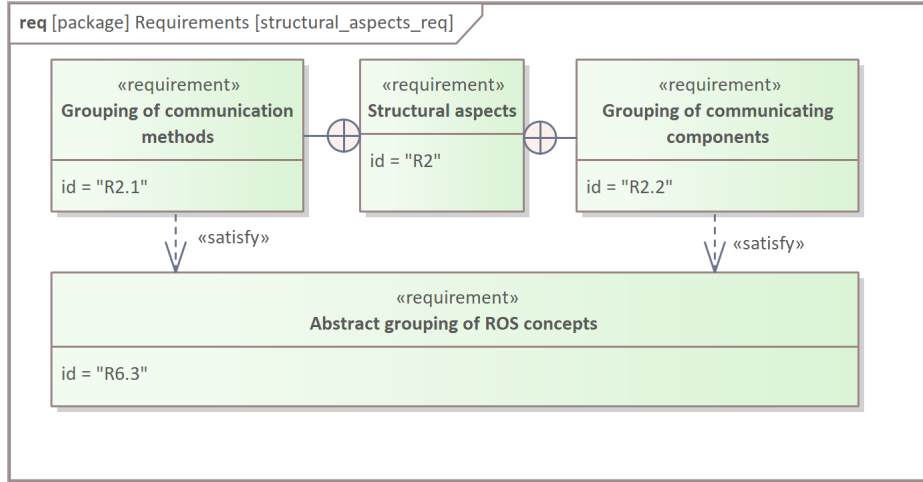 req [package] Requirements [structural_aspects_req]
«requirement»
Grouping of communication
methods
id = "R2.1"
«requirement»
Structural aspects
id = "R2"
«requirement»
Grouping of communicating
components
id = "R2.2"
«satisfy»
«satisfy»
«requirement»
Abstract grouping of ROS concepts
id = "R6.3"